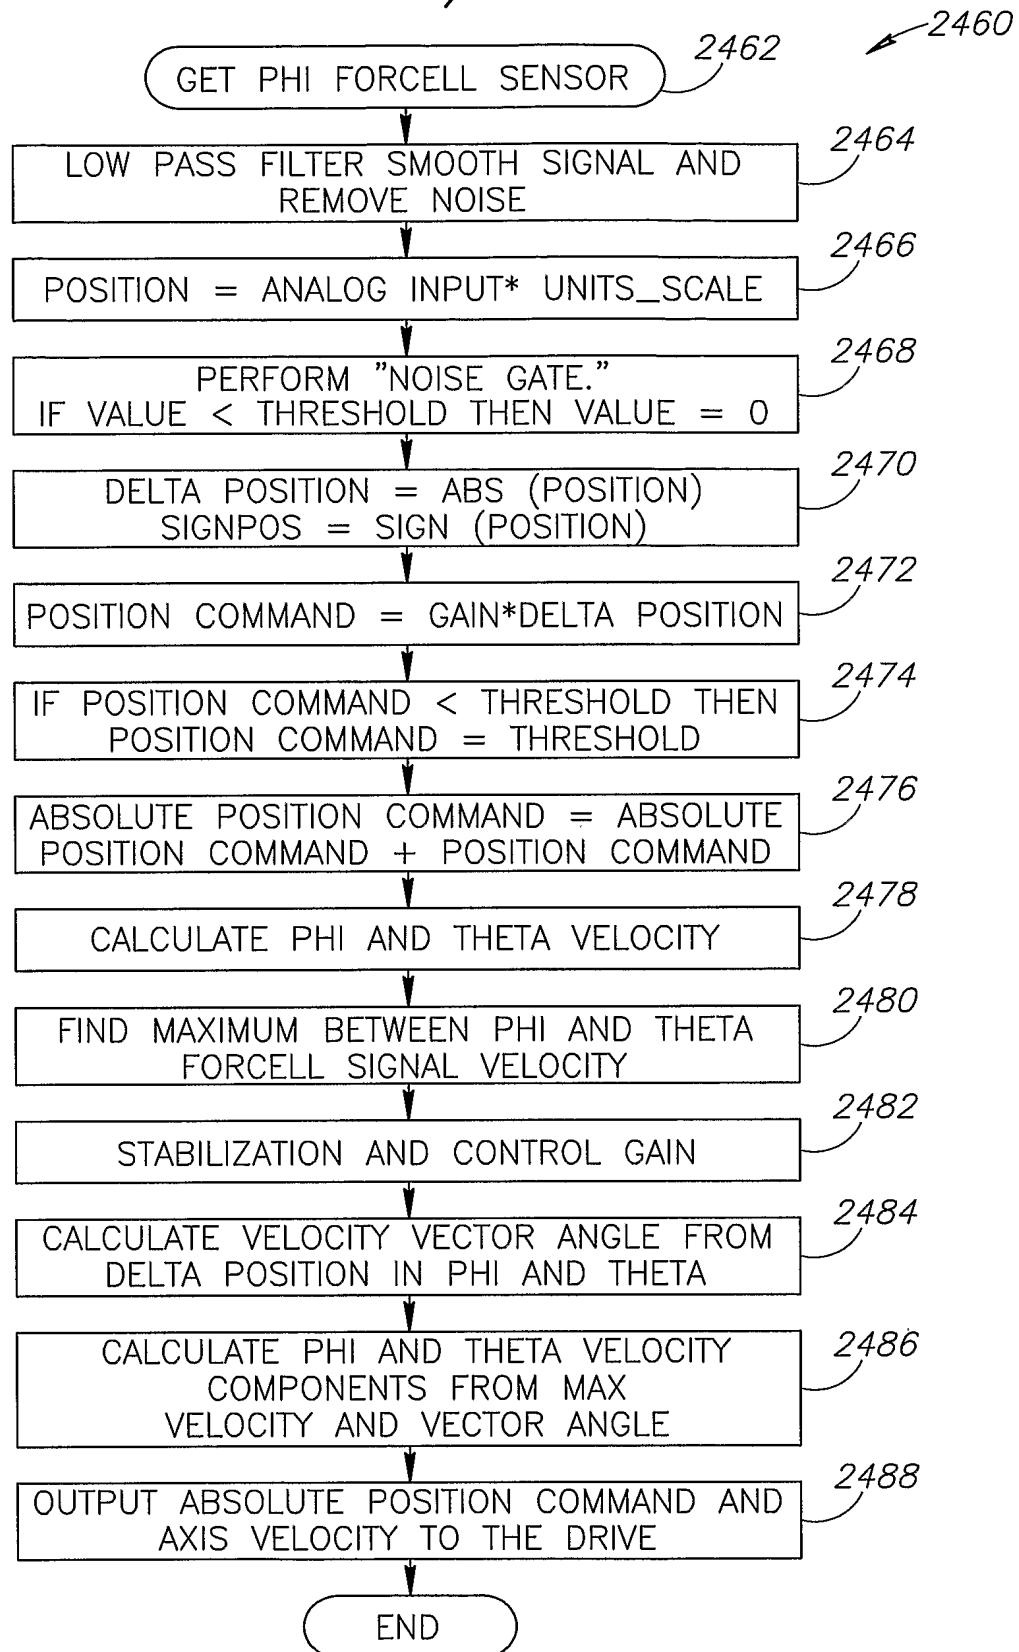 2460
GET PHI FORCELL SENSOR
2462
LOW PASS FILTER SMOOTH SIGNAL AND
REMOVE NOISE
2464
POSITION = ANALOG INPUT* UNITS_SCALE
2466
PERFORM "NOISE GATE."
IF VALUE < THRESHOLD THEN VALUE = 0
2468
DELTA POSITION = ABS (POSITION)
SIGNPOS = SIGN (POSITION)
2470
POSITION COMMAND = GAIN*DELTA POSITION
2472
IF POSITION COMMAND < THRESHOLD THEN
POSITION COMMAND = THRESHOLD
2474
ABSOLUTE POSITION COMMAND = ABSOLUTE
POSITION COMMAND + POSITION COMMAND
2476
CALCULATE PHI AND THETA VELOCITY
2478
FIND MAXIMUM BETWEEN PHI AND THETA
FORCELL SIGNAL VELOCITY
2480
STABILIZATION AND CONTROL GAIN
2482
CALCULATE VELOCITY VECTOR ANGLE FROM
DELTA POSITION IN PHI AND THETA
2484
CALCULATE PHI AND THETA VELOCITY
COMPONENTS FROM MAX
VELOCITY AND VECTOR ANGLE
2486
OUTPUT ABSOLUTE POSITION COMMAND AND
AXIS VELOCITY TO THE DRIVE
2488
END